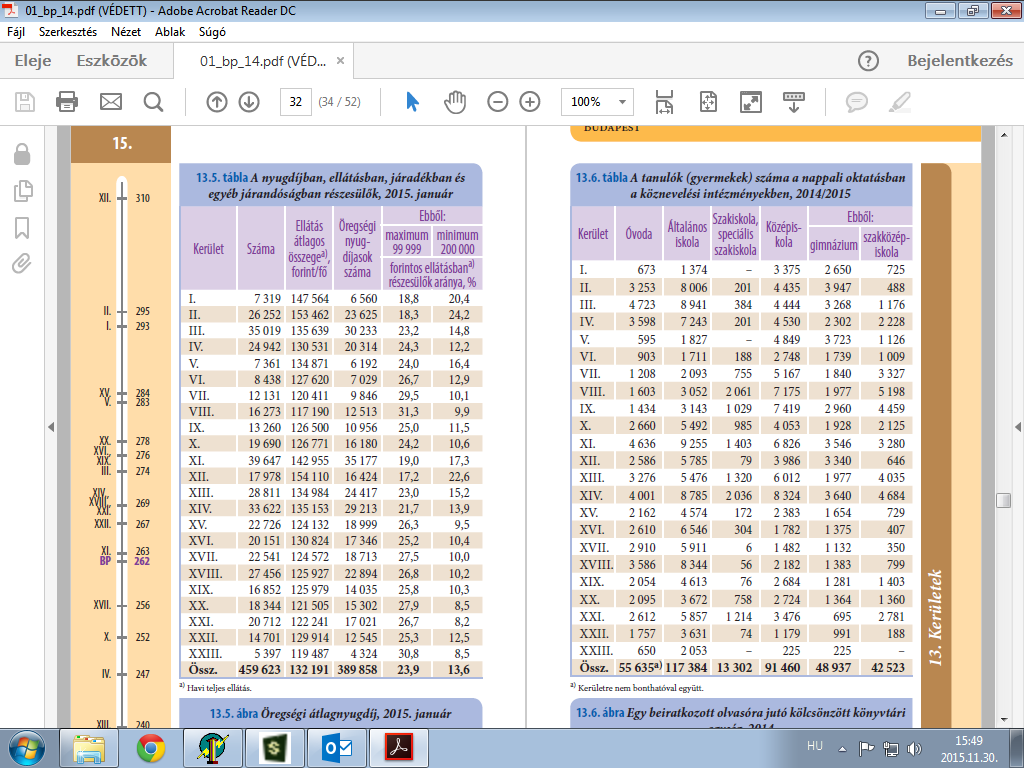 01_bp_14.pdf (VÉDETT) - Adobe Acrobat Reader DC
Fájl Szerkesztés Nézet Ablak Súgó
Eleje Eszközök 01_bp_14.pdf (VÉD... × Bejelentkezés
32 (34 / 52) 100%
15.
XII. 310
II. 295
I. 293
XV. 284
V. 283
XX. 278
XVI.
XIX. 276
III. 274
XIV.
XVIII. 269
XXI.
XXII. 267
XI. 263
BP 262
XVII. 256
X. 252
IV. 247
XIII. 240
13.5. tábla A nyugdíjban, ellátásban, járadékban és
egyéb járandóságban részesülők, 2015. január
Kerület Száma Ellátás átlagos összege a), forint/fő Öregségi nyug-díjasok száma Ebből:
maximum 99 999 minimum 200 000
forintos ellátásban a) részesülők aránya, %
I. 7 319 147 564 6 560 18,8 20,4
II. 26 252 153 462 23 625 18,3 24,2
III. 35 019 135 639 30 233 23,2 14,8
IV. 24 942 130 531 20 314 24,3 12,2
V. 7 361 134 871 6 192 24,0 16,4
VI. 8 438 127 620 7 029 26,7 12,9
VII. 12 131 120 411 9 846 29,5 10,1
VIII. 16 273 117 190 12 513 31,3 9,9
IX. 13 260 126 500 10 956 25,0 11,5
X. 19 690 126 771 16 180 24,2 10,6
XI. 39 647 142 955 35 177 19,0 17,3
XII. 17 978 154 110 16 424 17,2 22,6
XIII. 28 811 134 984 24 417 23,0 15,2
XIV. 33 622 135 153 29 213 21,7 13,9
XV. 22 726 124 132 18 999 26,3 9,5
XVI. 20 151 130 824 17 346 25,2 10,4
XVII. 22 541 124 572 18 713 27,5 10,0
XVIII. 27 456 125 927 22 894 26,8 10,2
XIX. 16 852 125 979 14 035 25,8 10,3
XX. 18 344 121 505 15 302 27,9 8,5
XXI. 20 712 122 241 17 021 26,7 8,2
XXII. 14 701 129 914 12 545 25,3 12,5
XXIII. 5 397 119 487 4 324 30,8 8,5
Össz. 459 623 132 191 389 858 23,9 13,6
a) Havi teljes ellátás.
13.5. ábra Öregségi átlagnyugdíj, 2015. január
BUDAPEST
13.6. tábla A tanulók (gyermekek) száma a nappali oktatásban
a köznevelési intézményekben, 2014/2015
Kerület Óvoda Általános iskola Szakiskola, speciális szakiskola Középis-kola Ebből:
gimnázium szakközép-iskola
I. 673 1 374 – 3 375 2 650 725
II. 3 253 8 006 201 4 435 3 947 488
III. 4 723 8 941 384 4 444 3 268 1 176
IV. 3 598 7 243 201 4 530 2 302 2 228
V. 595 1 827 – 4 849 3 723 1 126
VI. 903 1 711 188 2 748 1 739 1 009
VII. 1 208 2 093 755 5 167 1 840 3 327
VIII. 1 603 3 052 2 061 7 175 1 977 5 198
IX. 1 434 3 143 1 029 7 419 2 960 4 459
X. 2 660 5 492 985 4 053 1 928 2 125
XI. 4 636 9 255 1 403 6 826 3 546 3 280
XII. 2 586 5 785 79 3 986 3 340 646
XIII. 3 276 5 476 1 320 6 012 1 977 4 035
XIV. 4 001 8 785 2 036 8 324 3 640 4 684
XV. 2 162 4 574 172 2 383 1 654 729
XVI. 2 610 6 546 304 1 782 1 375 407
XVII. 2 910 5 911 6 1 482 1 132 350
XVIII. 3 586 8 344 56 2 182 1 383 799
XIX. 2 054 4 613 76 2 684 1 281 1 403
XX. 2 095 3 672 758 2 724 1 364 1 360
XXI. 2 612 5 857 1 214 3 476 695 2 781
XXII. 1 757 3 631 74 1 179 991 188
XXIII. 650 2 053 – 225 225 –
Össz. 55 635 a) 117 384 13 302 91 460 48 937 42 523
a) Kerületre nem bonthatóval együtt.
13.6. ábra Egy beiratkozott olvasóra jutó kölcsönzött könyvtári
13. Kerületek
HU 15:49
2015.11.30.